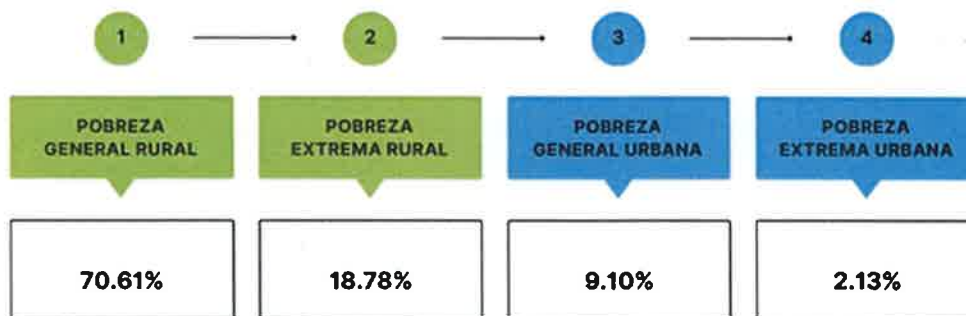 1
2
3
4
POBREZA
GENERAL RURAL
POBREZA
EXTREMA RURAL
POBREZA
GENERAL URBANA
POBREZA
EXTREMA URBANA
70.61%
18.78%
9.10%
2.13%